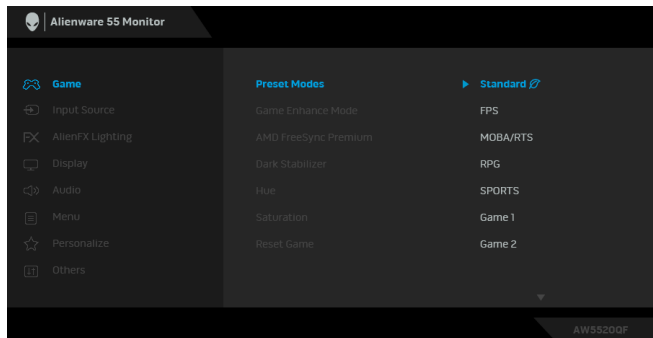 Alienware 55 Monitor
Game
Preset Modes
Standard
Input Source
Game Enhance Mode
FPS
FX
AlienFX Lighting
AMD FreeSync Premium
MOBA/RTS
Display
Dark Stabilizer
RPG
Audio
Hue
SPORTS
Menu
Saturation
Game 1
Personalize
Reset Game
Game 2
Others
AW5520QF